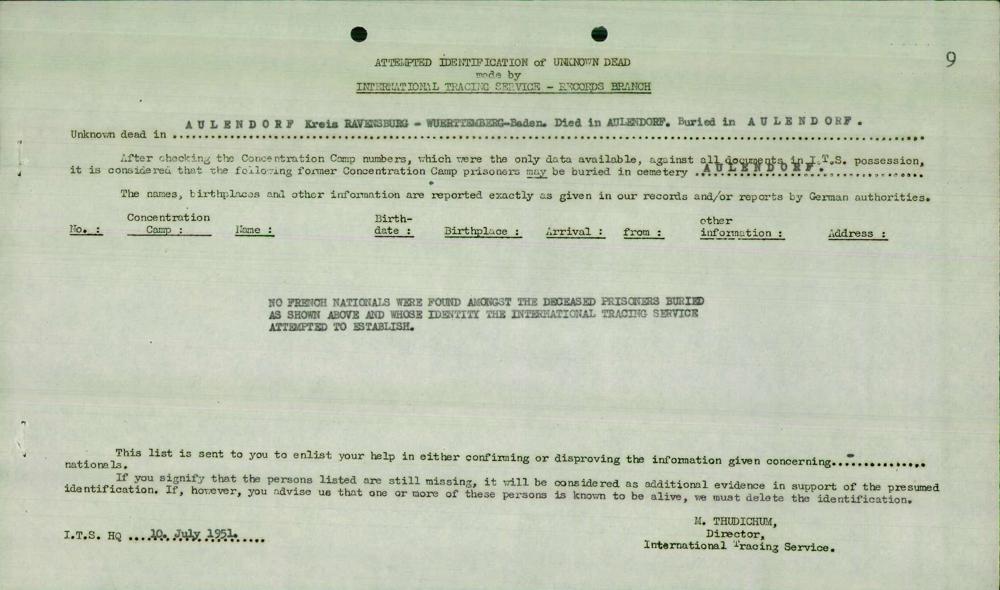 9
ATTEMPTED IDENTIFICATION of UNKNOWN DEAD
made by
INTERNATIONAL TRACING SERVICE - RECORDS BRANCH
Unknown dead in A U L E N D O R F Kreis RAVENSBURG - WUERTTEMBERG-Baden. Died in AULENDORF. Buried in A U L E N D O R F .
After checking the Concentration Camp numbers, which were the only data available, against all documents in I.T.S. possession,
it is considered that the following former Concentration Camp prisoners may be buried in cemetery A U L E N D O R F .
The names, birthplaces and other information are reported exactly as given in our records and/or reports by German authorities.
No. : Concentration Camp : Name : Birth-date : Birthplace : Arrival : from : other information : Address :
NO FRENCH NATIONALS WERE FOUND AMONGST THE DECEASED PRISONERS BURIED
AS SHOWN ABOVE AND WHOSE IDENTITY THE INTERNATIONAL TRACING SERVICE
ATTEMPTED TO ESTABLISH.
This list is sent to you to enlist your help in either confirming or disproving the information given concerning...............
nationals.
If you signify that the persons listed are still missing, it will be considered as additional evidence in support of the presumed
identification. If, however, you advise us that one or more of these persons is known to be alive, we must delete the identification.
I.T.S. HQ ...10. July 1951.....
M. THUDICHUM,
Director,
International Tracing Service.